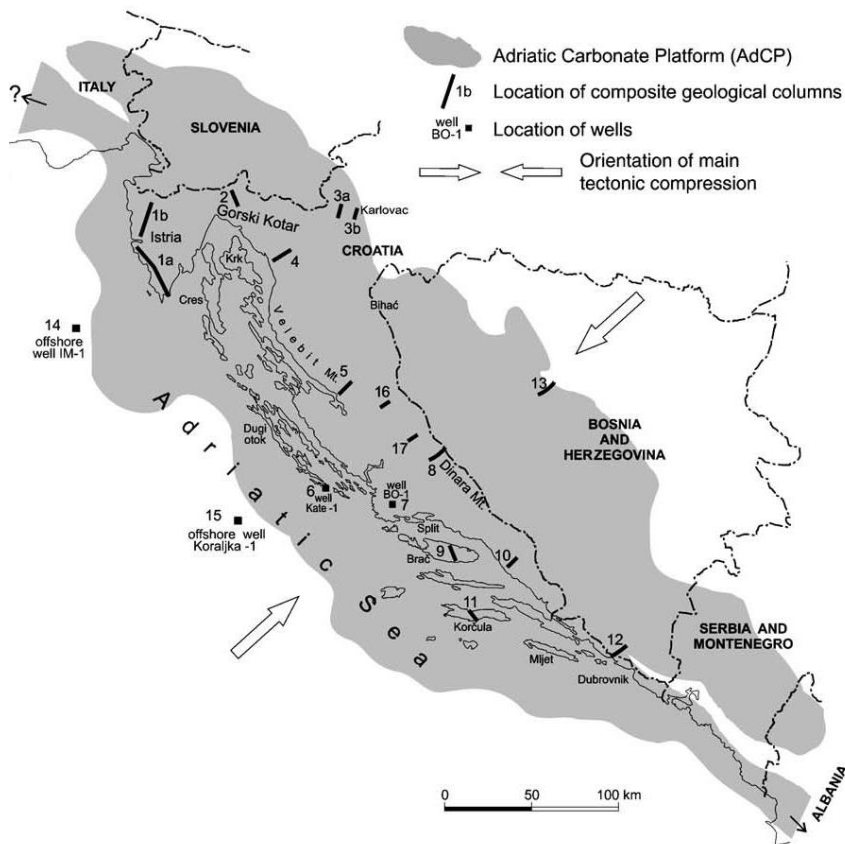 Adriatic Carbonate Platform (AdCP)
1b Location of composite geological columns
well
BO-1 Location of wells
Orientation of main
tectonic compression
?
ITALY
SLOVENIA
2
Gorski Kotar
3a
Karlovac
3b
1b
Istria
1a
Krk
4
CROATIA
Cres
Bihać
Velebit Mt.
14
offshore
well IM-1
5
16
13
BOSNIA
AND
HERZEGOVINA
Dugi
otok
17
8
Dinara Mt.
6
well
Kate -1
well
BO-1
7
15
offshore well
Koraljka -1
Adriatic Sea
Split
9
Brač
10
11
Korčula
Mljet
12
Dubrovnik
SERBIA AND
MONTENEGRO
ALBANIA
0 50 100 km